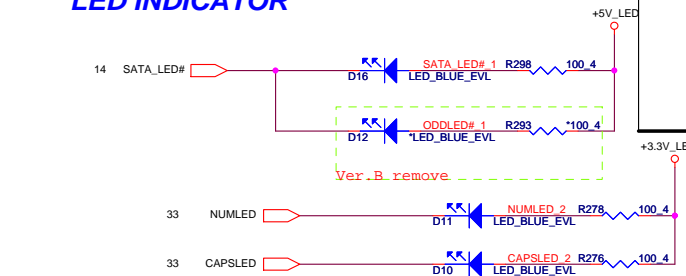 LED INDICATOR
+5V_LED
14 SATA_LED# D16 SATA_LED#_1 LED_BLUE_EVL R298 100_4
D12 ODDLED#_1 *LED_BLUE_EVL R293 *100_4
Ver.B remove
+3.3V_LE
33 NUMLED D11 NUMLED_2 LED_BLUE_EVL R278 100_4
33 CAPSLED D10 CAPSLED_2 LED_BLUE_EVL R276 100_4